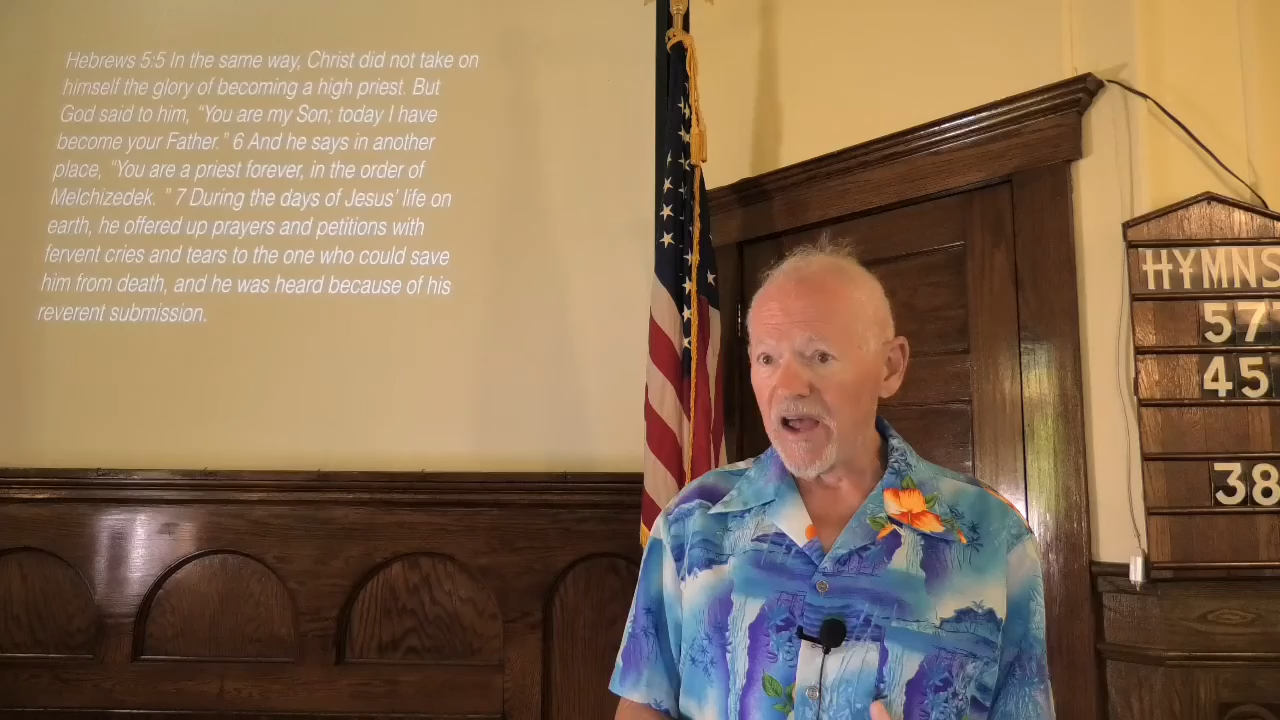 Hebrews 5:5 In the same way, Christ did not take on
himself the glory of becoming a high priest. But
God said to him, “You are my Son; today I have
become your Father.” 6 And he says in another
place, “You are a priest forever, in the order of
Melchizedek. ” 7 During the days of Jesus’ life on
earth, he offered up prayers and petitions with
fervent cries and tears to the one who could save
him from death, and he was heard because of his
reverent submission.
HYMNS
57
45
38